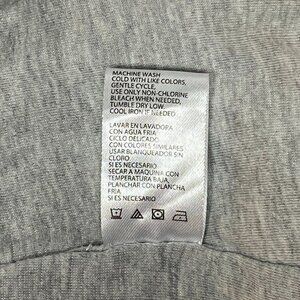 MACHINE WASH
COLD WITH LIKE COLORS,
GENTLE CYCLE.
USE ONLY NON-CHLORINE
BLEACH WHEN NEEDED,
TUMBLE DRY LOW.
COOL IRON IF NEEDED
LAVAR EN LAVADORA
CON AGUA FRIA
CICLO DELICADO
CON COLORES SIMILARES
USAR BLANQUEADOR SIN
CLORO
SI ES NECESARIO
SECAR A MAQUINA CON
TEMPERATURA BAJA,
PLANCHAR CON PLANCHA
FRIA
SI ES NECESARIO